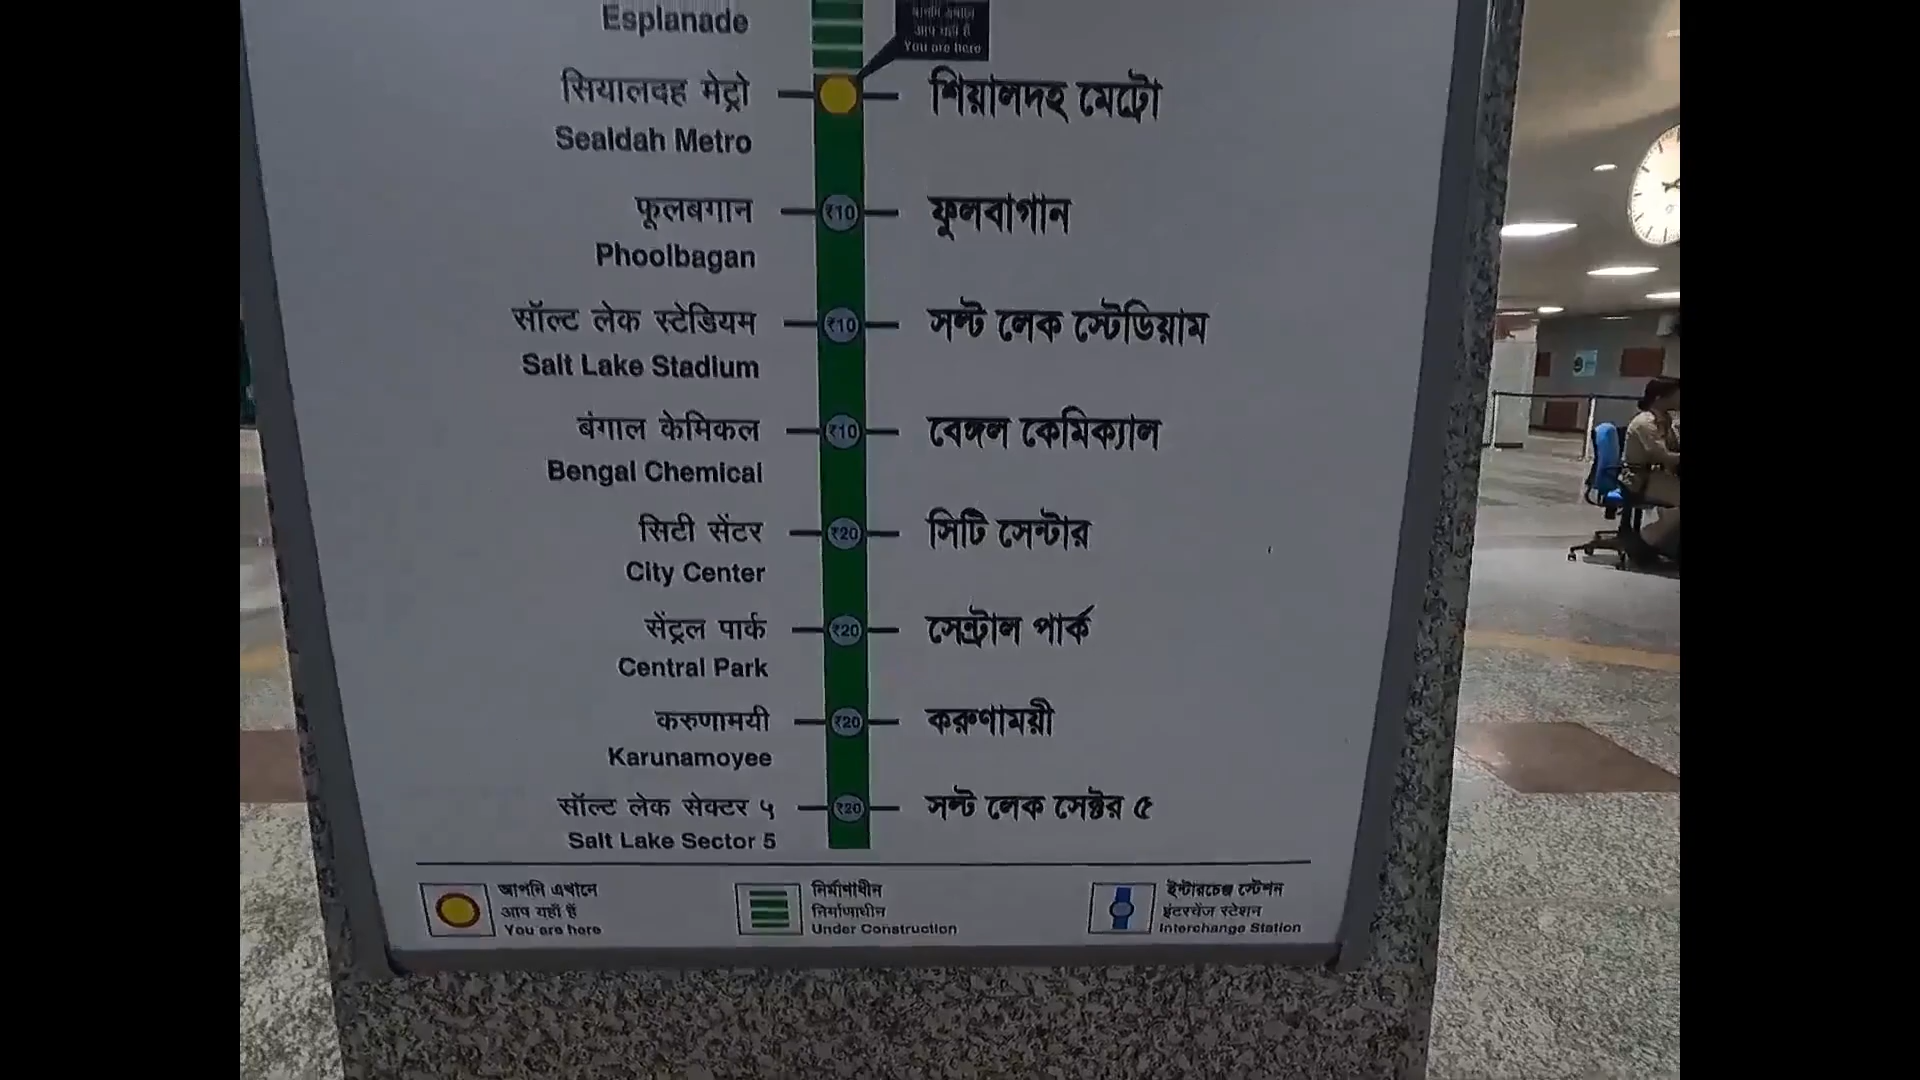 Esplanade
আপনি এখানে
आप यहाँ हैं
You are here
सियालदह मेट्रो
শিয়ালদহ মেট্রো
Sealdah Metro
फूलबगान
₹10
ফুলবাগান
Phoolbagan
सॉल्ट लेक स्टेडियम
₹10
সল্ট লেক স্টেডিয়াম
Salt Lake Stadium
बंगाल केमिकल
₹10
বেঙ্গল কেমিক্যাল
Bengal Chemical
सिटी सेंटर
₹20
সিটি সেন্টার
City Center
सेंट्रल पार्क
₹20
সেন্ট্রাল পার্ক
Central Park
करुणामयी
₹20
করুণাময়ী
Karunamoyee
सॉल्ट लेक सेक्टर ५
₹20
সল্ট লেক সেক্টর ৫
Salt Lake Sector 5
আপনি এখানে
आप यहाँ हैं
You are here
নির্মাণাধীন
निर्माणाधीन
Under Construction
ইন্টারচেঞ্জ স্টেশন
इंटरचेंज स्टेशन
Interchange Station